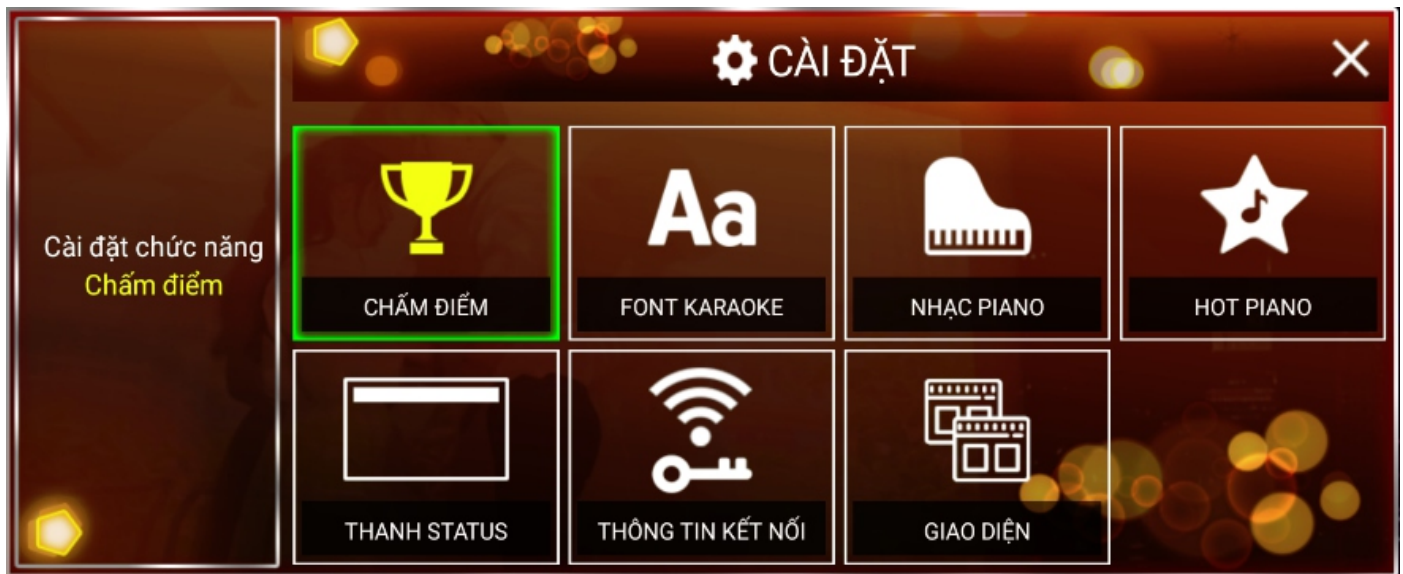 CÀI ĐẶT
Cài đặt chức năng
Chấm điểm
CHẤM ĐIỂM
Aa
FONT KARAOKE
NHẠC PIANO
HOT PIANO
THANH STATUS
THÔNG TIN KẾT NỐI
GIAO DIỆN